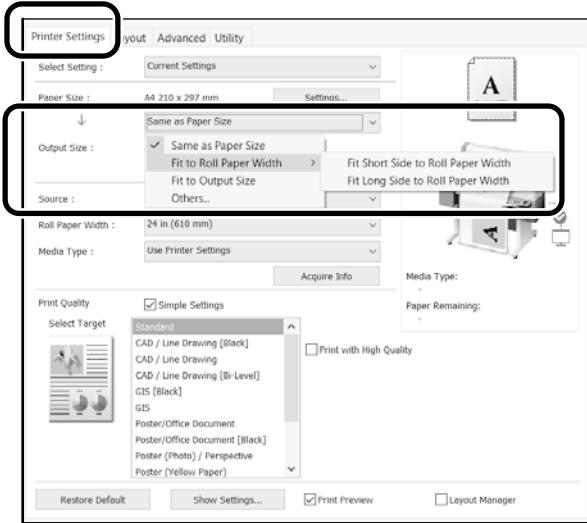 Printer Settings yout Advanced Utility
Select Setting : Current Settings
Paper Size : A4 210 x 297 mm Settings...
↓ Same as Paper Size
Output Size : ✓ Same as Paper Size
Fit to Roll Paper Width > Fit Short Side to Roll Paper Width
Fit to Output Size Fit Long Side to Roll Paper Width
Others...
Source :
Roll Paper Width : 24 in (610 mm)
Media Type : Use Printer Settings
Acquire Info
A
A
Media Type:
-
Paper Remaining:
-
Print Quality Simple Settings
Select Target Standard
CAD / Line Drawing [Black]
CAD / Line Drawing
CAD / Line Drawing [Bi-Level]
GIS [Black]
GIS
Poster/Office Document
Poster/Office Document [Black]
Poster (Photo) / Perspective
Poster (Yellow Paper)
Print with High Quality
Restore Default Show Settings... Print Preview Layout Manager